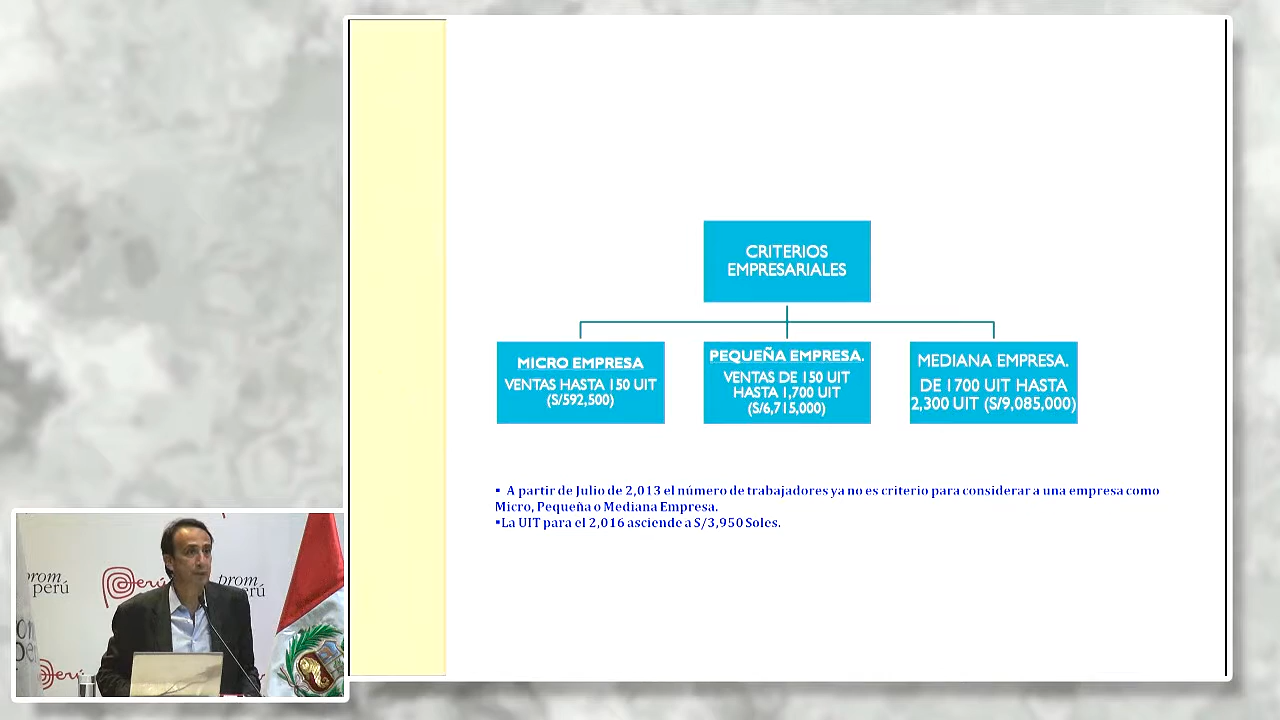 CRITERIOS
EMPRESARIALES
MICRO EMPRESA
VENTAS HASTA 150 UIT
(S/592,500)
PEQUEÑA EMPRESA.
VENTAS DE 150 UIT
HASTA 1,700 UIT
(S/6,715,000)
MEDIANA EMPRESA.
DE 1700 UIT HASTA
2,300 UIT (S/9,085,000)
▪ A partir de Julio de 2,013 el número de trabajadores ya no es criterio para considerar a una empresa como
Micro, Pequeña o Mediana Empresa.
▪La UIT para el 2,016 asciende a S/3,950 Soles.
prom
perú
Perú
prom
perú
Perú